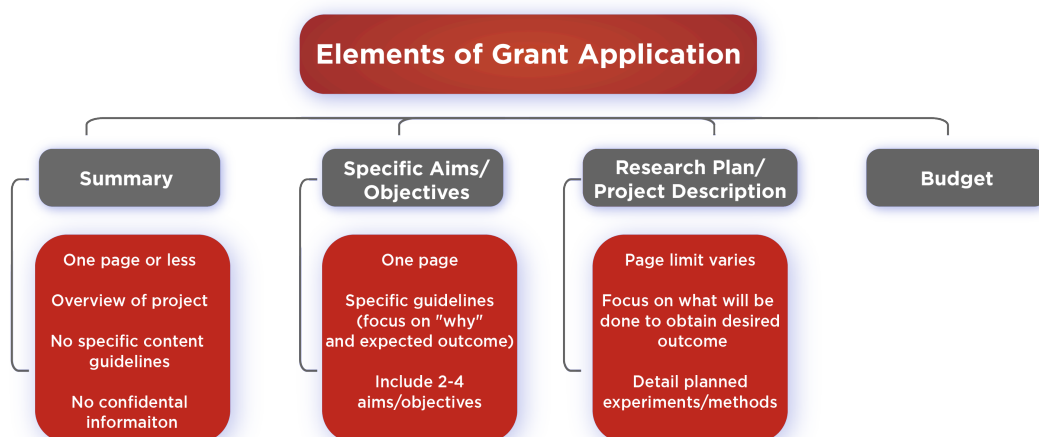 Elements of Grant Application
Summary
One page or less
Overview of project
No specific content
guidelines
No confidental
informaiton
Specific Aims/
Objectives
One page
Specific guidelines
(focus on "why"
and expected outcome)
Include 2-4
aims/objectives
Research Plan/
Project Description
Page limit varies
Focus on what will be
done to obtain desired
outcome
Detail planned
experiments/methods
Budget